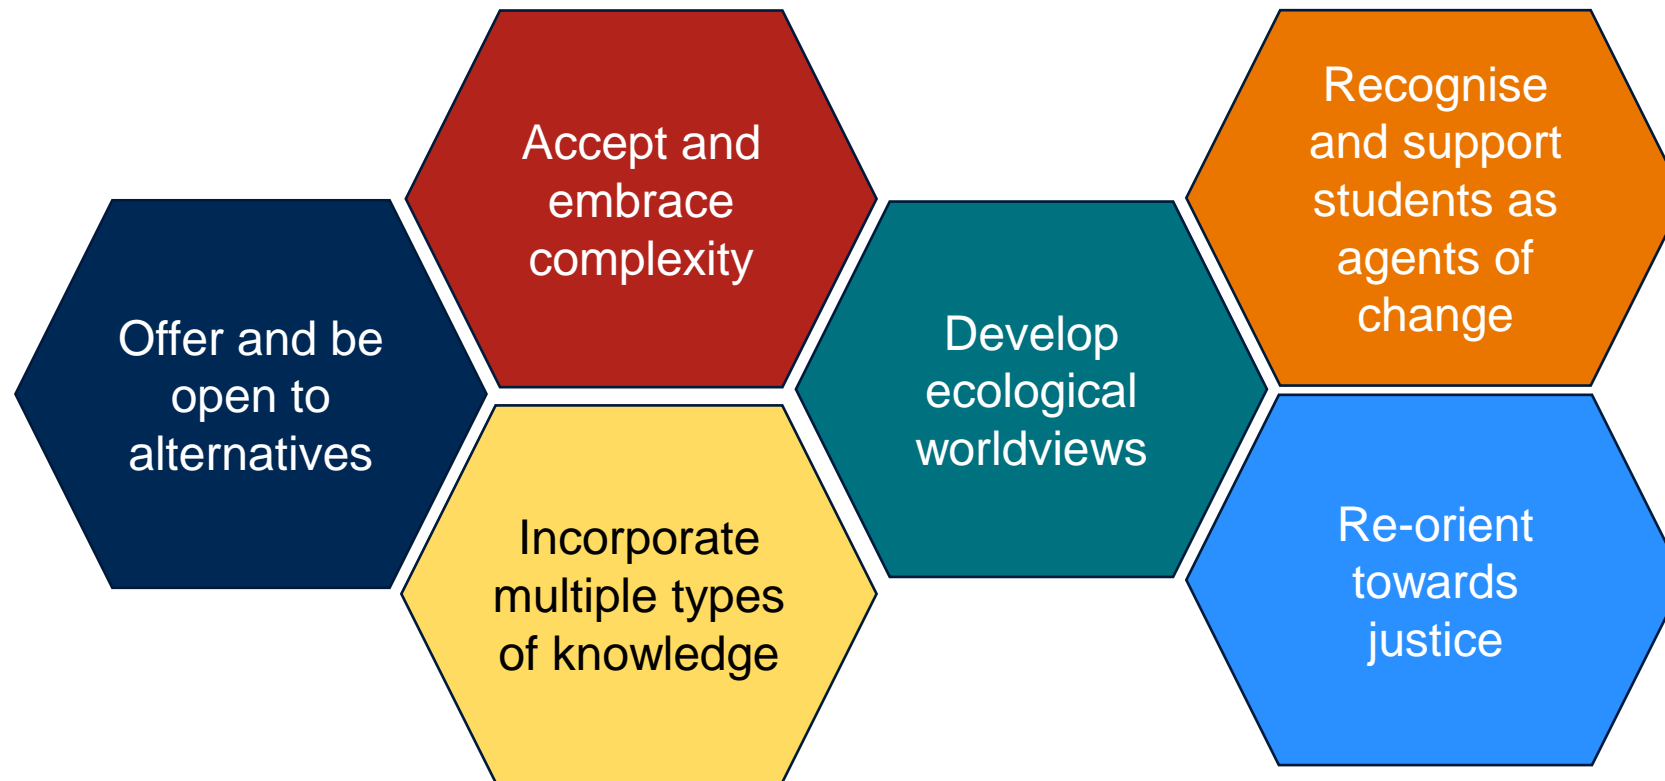 Offer and be
open to
alternatives
Accept and
embrace
complexity
Incorporate
multiple types
of knowledge
Develop
ecological
worldviews
Recognise
and support
students as
agents of
change
Re-orient
towards
justice